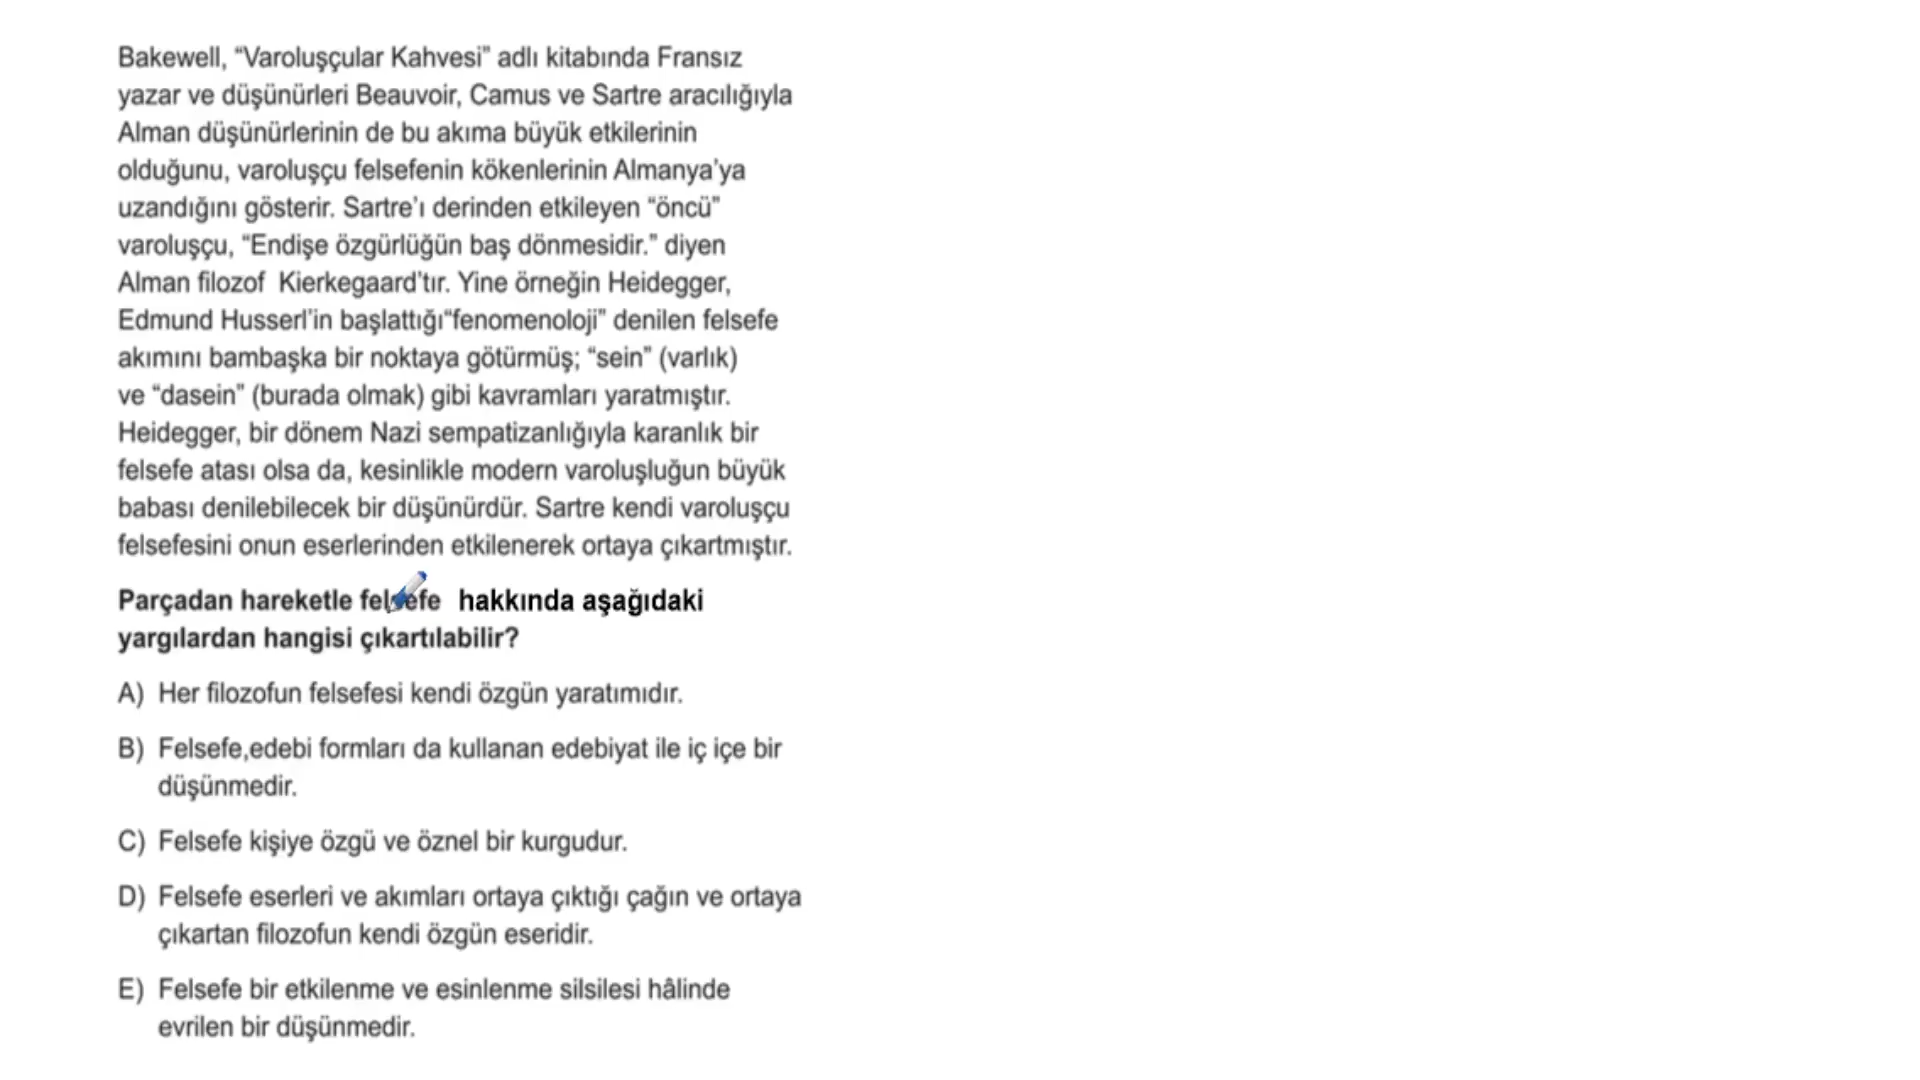 Bakewell, “Varoluşçular Kahvesi” adlı kitabında Fransız
yazar ve düşünürleri Beauvoir, Camus ve Sartre aracılığıyla
Alman düşünürlerinin de bu akıma büyük etkilerinin
olduğunu, varoluşçu felsefenin kökenlerinin Almanya’ya
uzandığını gösterir. Sartre’ı derinden etkileyen “öncü”
varoluşçu, “Endişe özgürlüğün baş dönmesidir.” diyen
Alman filozof Kierkegaard’tır. Yine örneğin Heidegger,
Edmund Husserl’in başlattığı“fenomenoloji” denilen felsefe
akımını bambaşka bir noktaya götürmüş; “sein” (varlık)
ve “dasein” (burada olmak) gibi kavramları yaratmıştır.
Heidegger, bir dönem Nazi sempatizanlığıyla karanlık bir
felsefe atası olsa da, kesinlikle modern varoluşluğun büyük
babası denilebilecek bir düşünürdür. Sartre kendi varoluşçu
felsefesini onun eserlerinden etkilenerek ortaya çıkartmıştır.
Parçadan hareketle felsefe hakkında aşağıdaki
yargılardan hangisi çıkartılabilir?
A) Her filozofun felsefesi kendi özgün yaratımıdır.
B) Felsefe,edebi formları da kullanan edebiyat ile iç içe bir
düşünmedir.
C) Felsefe kişiye özgü ve öznel bir kurgudur.
D) Felsefe eserleri ve akımları ortaya çıktığı çağın ve ortaya
çıkartan filozofun kendi özgün eseridir.
E) Felsefe bir etkilenme ve esinlenme silsilesi hâlinde
evrilen bir düşünmedir.